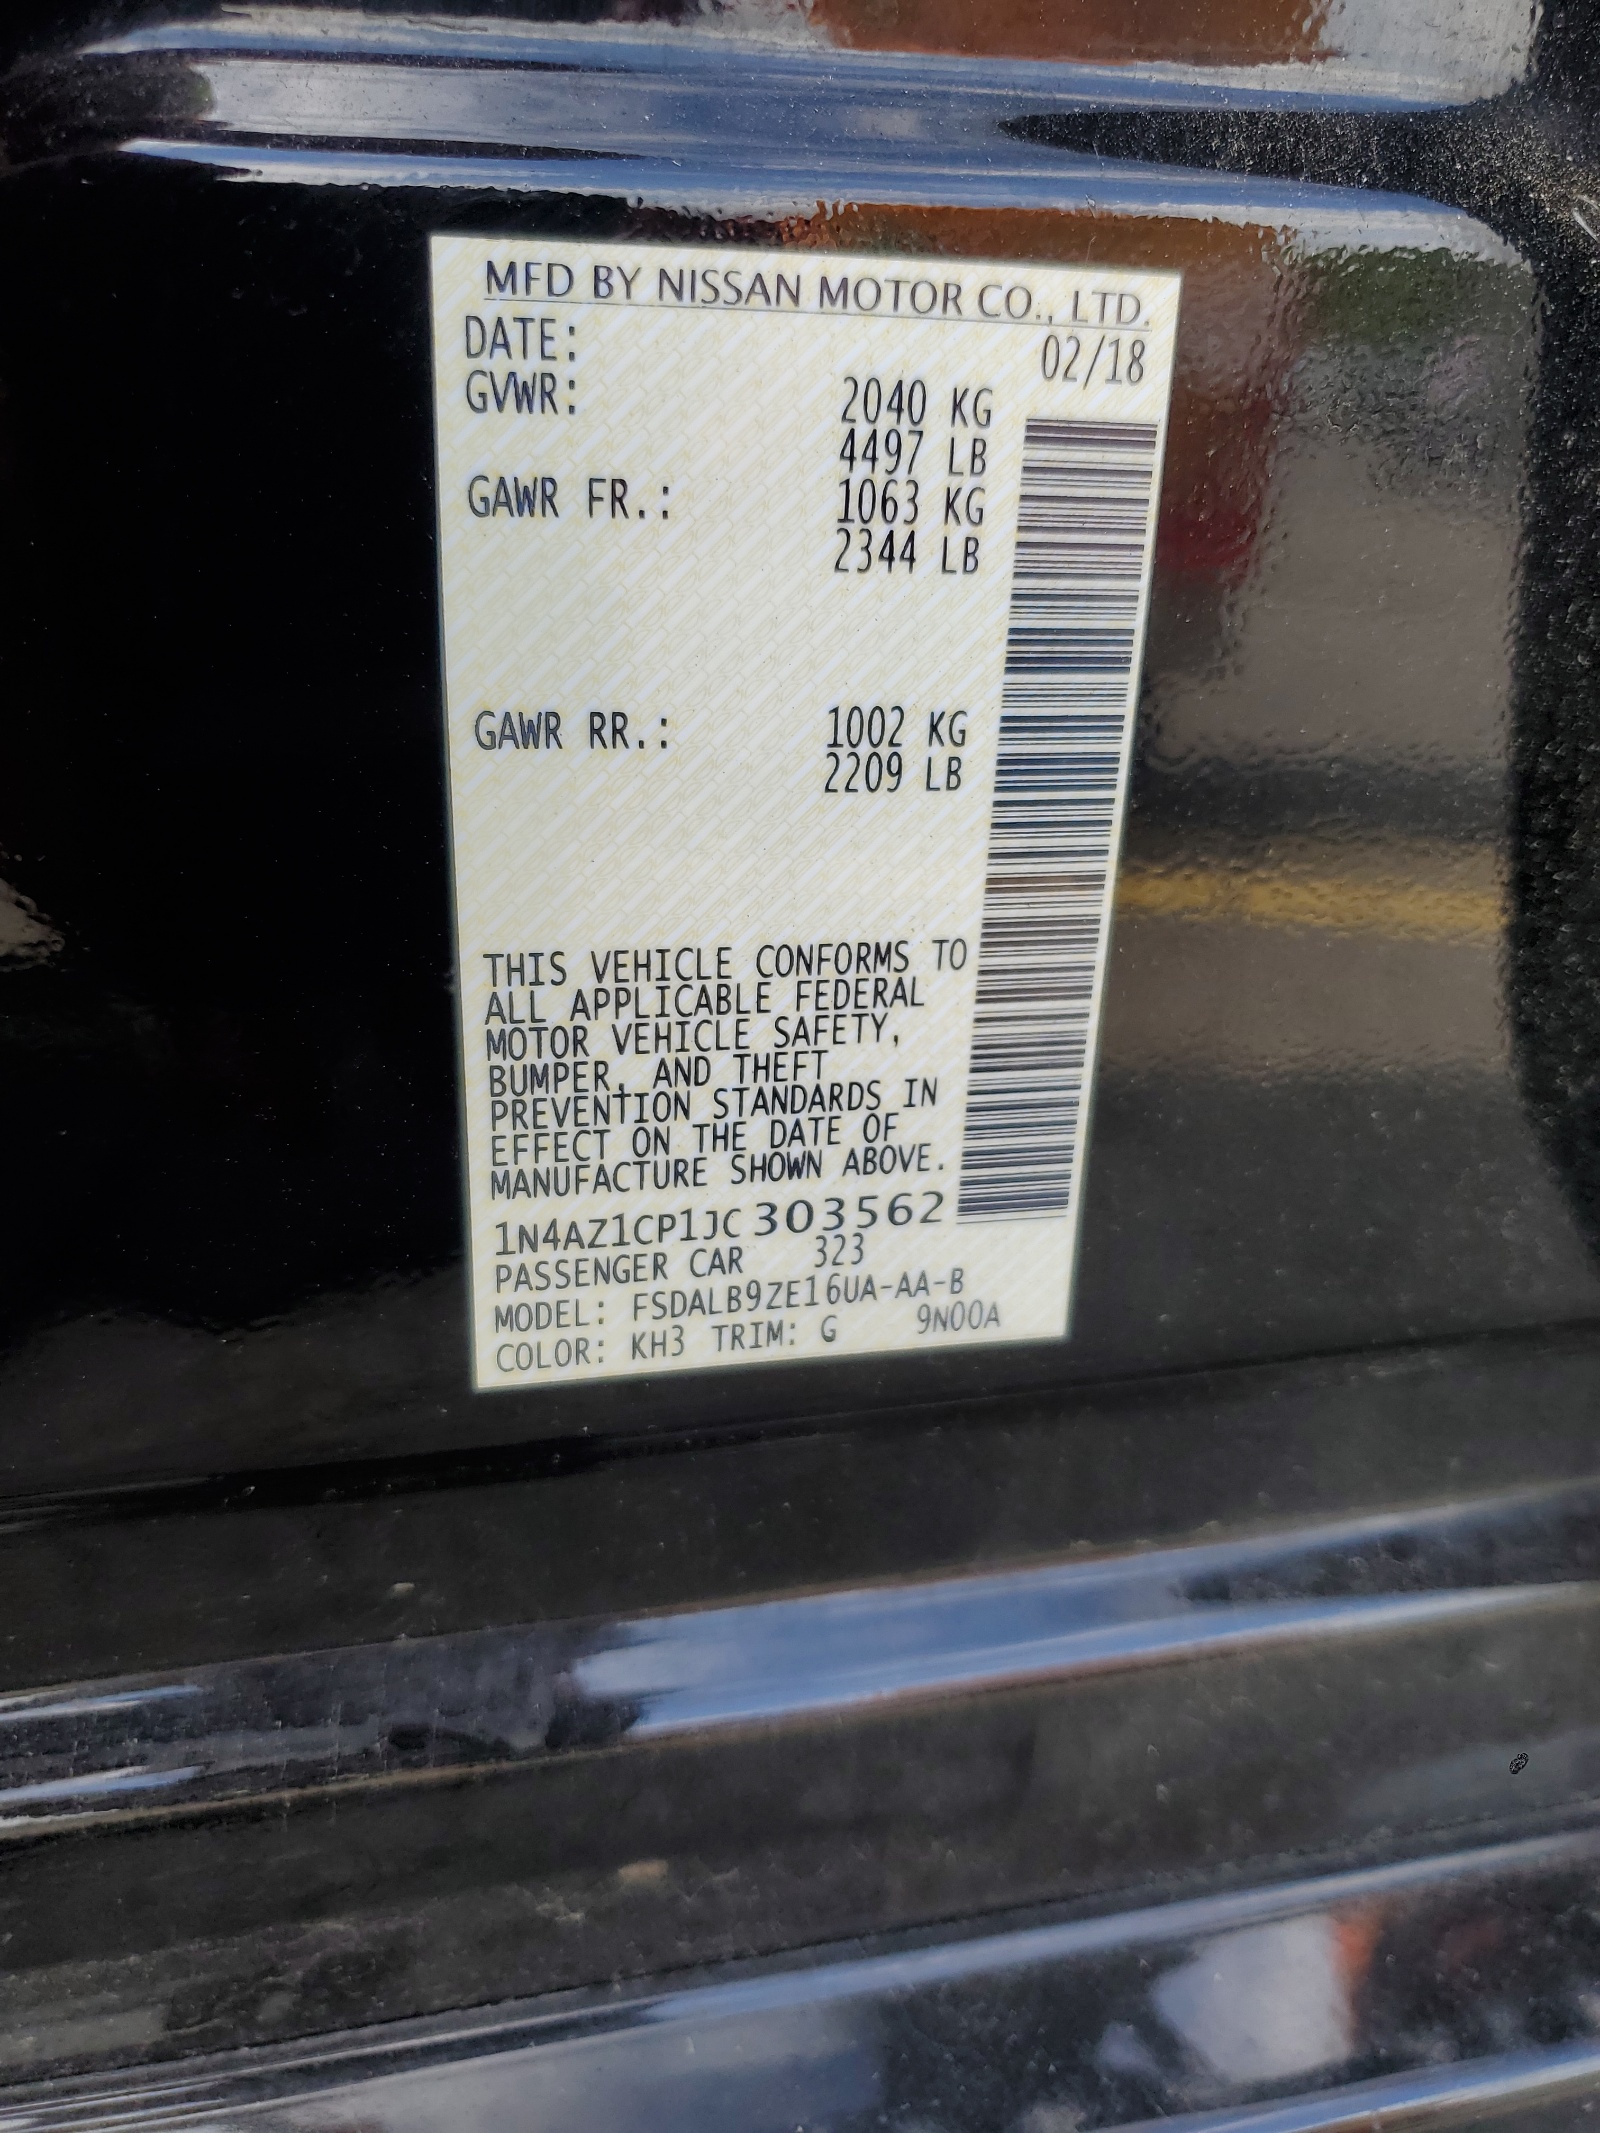 MFD BY NISSAN MOTOR CO., LTD.
DATE: 02/18
GVWR: 2040 KG
4497 LB
GAWR FR.: 1063 KG
2344 LB
GAWR RR.: 1002 KG
2209 LB
THIS VEHICLE CONFORMS TO
ALL APPLICABLE FEDERAL
MOTOR VEHICLE SAFETY,
BUMPER, AND THEFT
PREVENTION STANDARDS IN
EFFECT ON THE DATE OF
MANUFACTURE SHOWN ABOVE.
1N4AZ1CP1JC303562
PASSENGER CAR 323
MODEL: FSDALB9ZE16UA-AA-B
COLOR: KH3 TRIM: G 9N00A